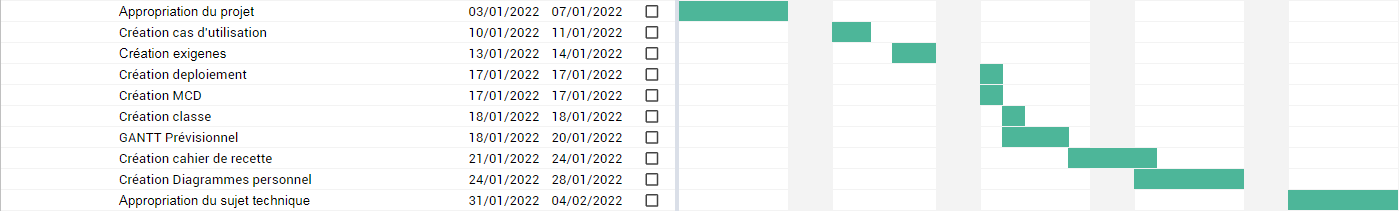 Appropriation du projet 03/01/2022 07/01/2022
Création cas d'utilisation 10/01/2022 11/01/2022
Création exigenes 13/01/2022 14/01/2022
Création deploiement 17/01/2022 17/01/2022
Création MCD 17/01/2022 17/01/2022
Création classe 18/01/2022 18/01/2022
GANTT Prévisionnel 18/01/2022 20/01/2022
Création cahier de recette 21/01/2022 24/01/2022
Création Diagrammes personnel 24/01/2022 28/01/2022
Appropriation du sujet technique 31/01/2022 04/02/2022